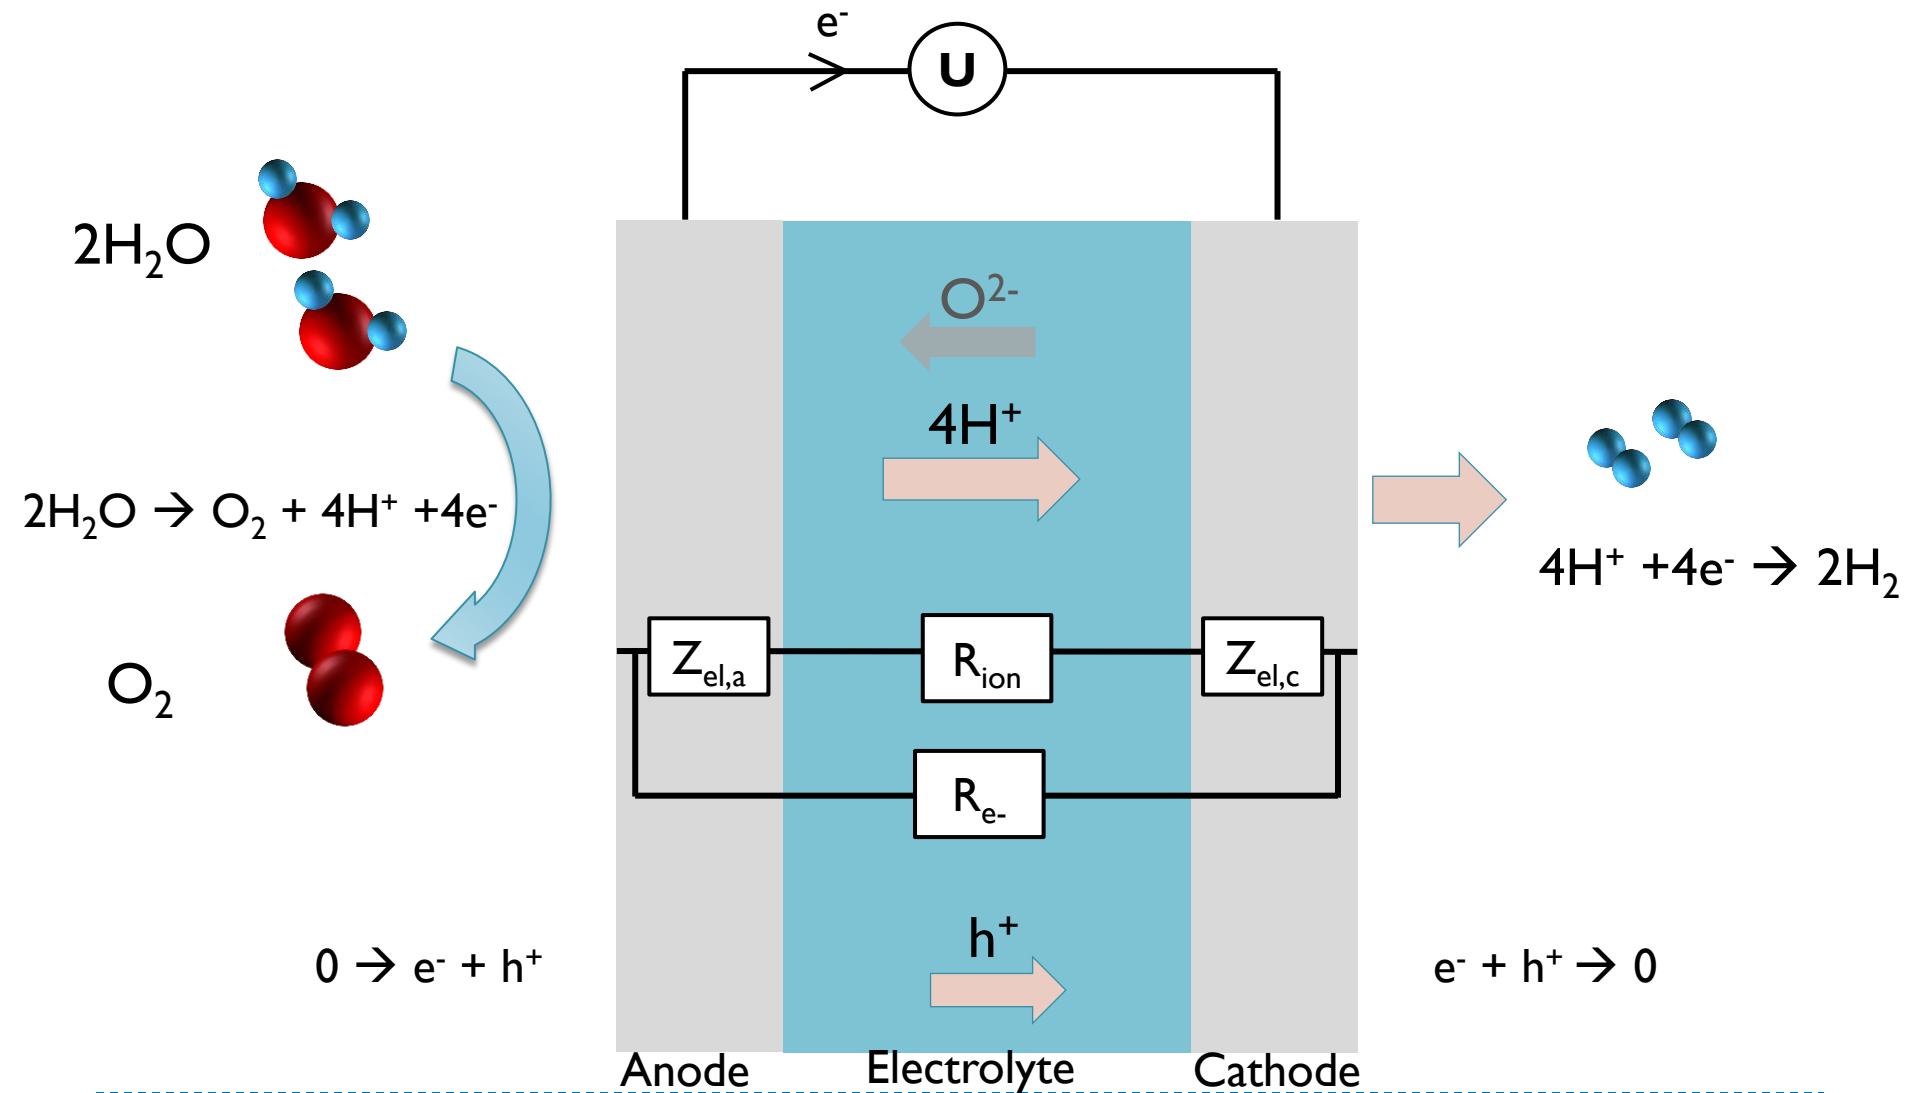 e⁻
U
2H₂O
O²⁻
4H⁺
2H₂O → O₂ + 4H⁺ +4e⁻
4H⁺ +4e⁻ → 2H₂
Zel,a
Rion
Zel,c
O₂
Re-
h⁺
0 → e⁻ + h⁺
e⁻ + h⁺ → 0
Anode
Electrolyte
Cathode